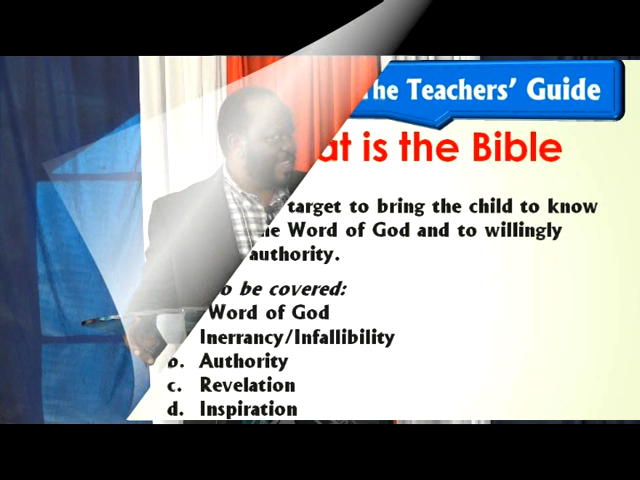 The Teachers' Guide
at is the Bible
target to bring the child to know
Word of God and to willingly
authority.
be covered:
Word of God
Inerrancy/Infallibility
b. Authority
c. Revelation
d. Inspiration